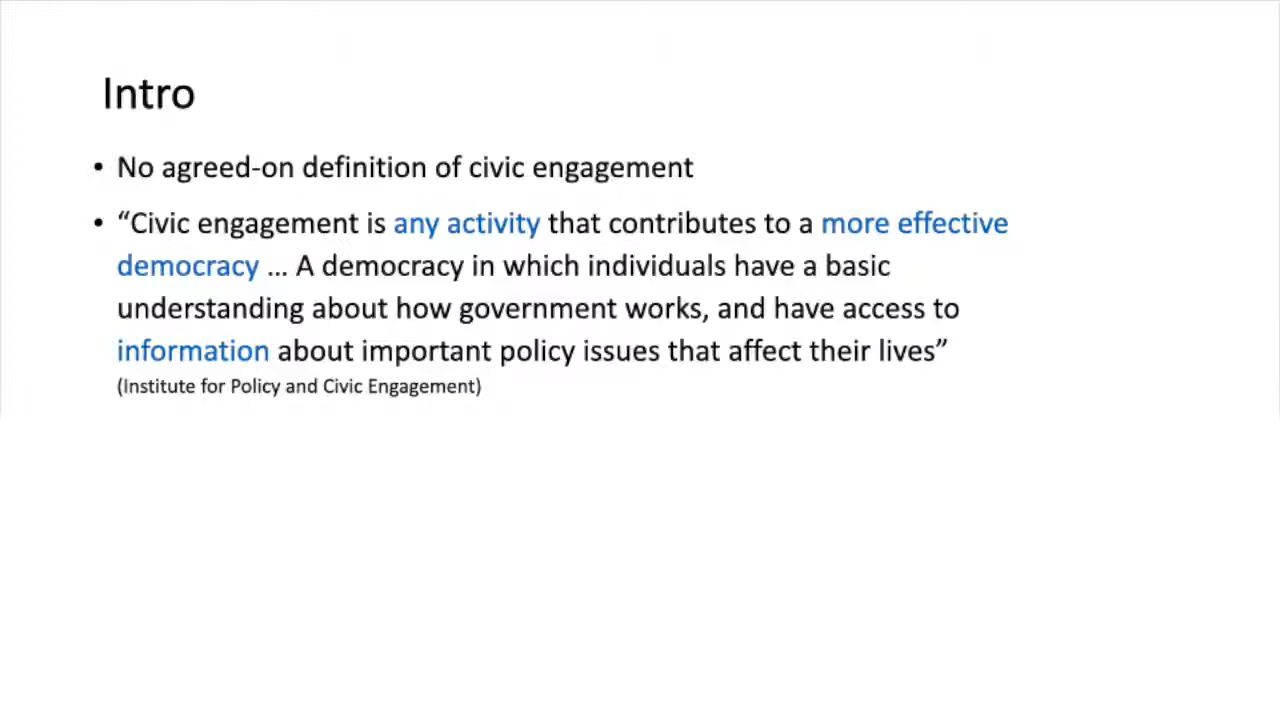 Intro
• No agreed-on definition of civic engagement
• “Civic engagement is any activity that contributes to a more effective
democracy ... A democracy in which individuals have a basic
understanding about how government works, and have access to
information about important policy issues that affect their lives”
(Institute for Policy and Civic Engagement)